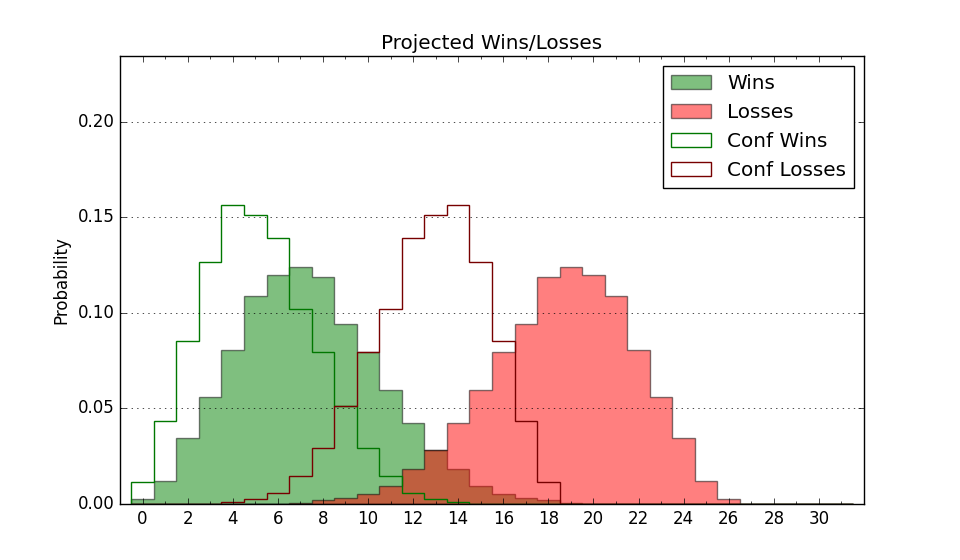 Projected Wins/Losses
Wins
Losses
Conf Wins
Conf Losses
Probability
0.20
0.15
0.10
0.05
0.00
0 2 4 6 8 10 12 14 16 18 20 22 24 26 28 30